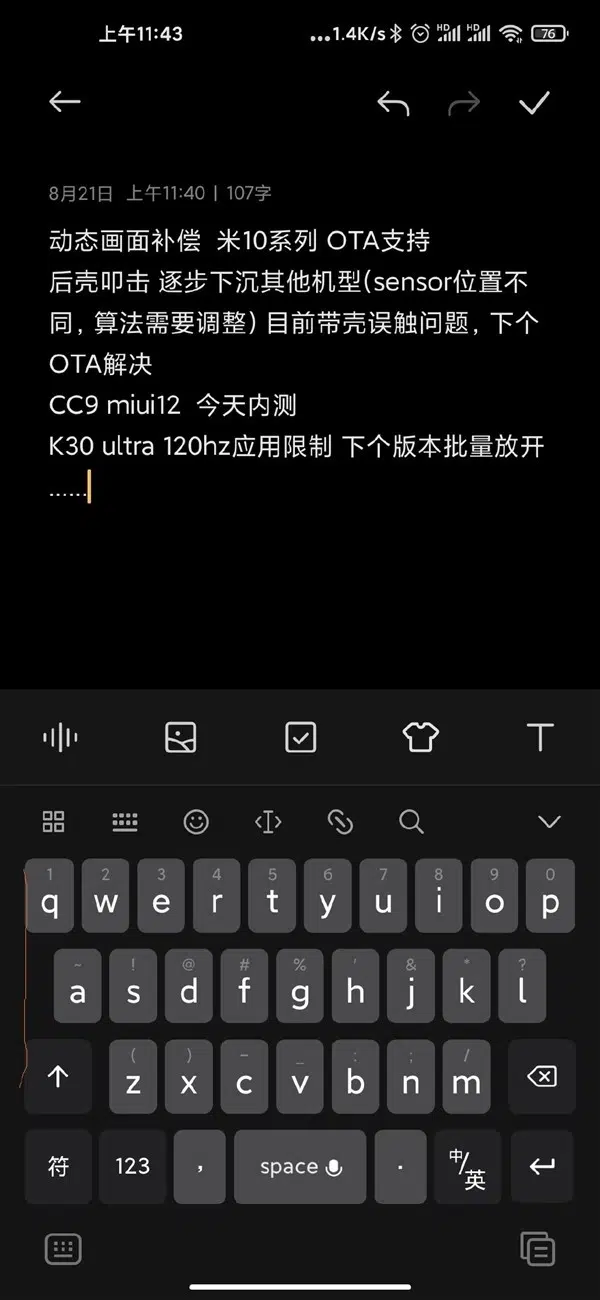 上午11:43 ...1.4K/s HD HD 76
8月21日 上午11:40 | 107字
动态画面补偿 米10系列 OTA支持
后壳叩击 逐步下沉其他机型(sensor位置不
同，算法需要调整) 目前带壳误触问题，下个
OTA解决
CC9 miui12 今天内测
K30 ultra 120hz应用限制 下个版本批量放开
......
T
1 2 3 4 5 6 7 8 9 0
q w e r t y u i o p
~ ! @ # % ' & * ?
a s d f g h j k l
( ) - _ : ; /
z x c v b n m
符 123 , space . 中/英